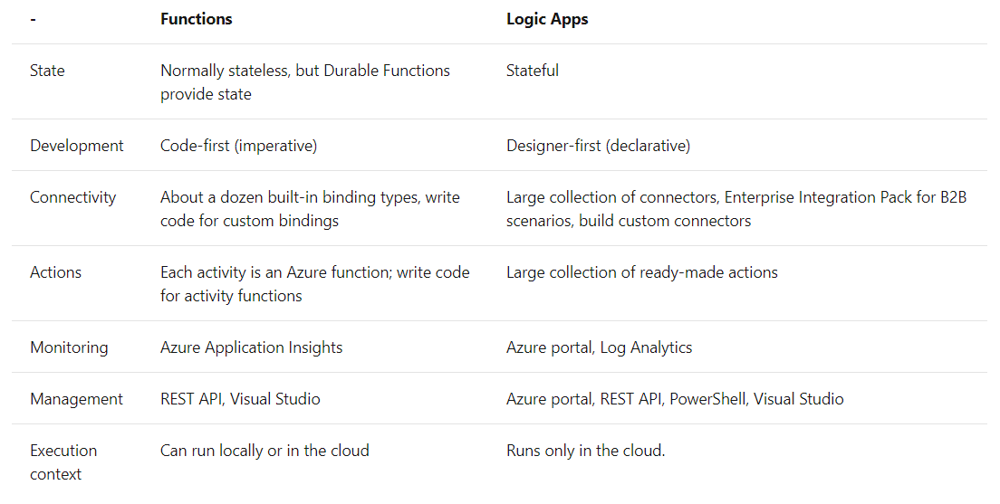 - Functions Logic Apps
State Normally stateless, but Durable Functions Stateful
provide state
Development Code-first (imperative) Designer-first (declarative)
Connectivity About a dozen built-in binding types, write Large collection of connectors, Enterprise Integration Pack for B2B
code for custom bindings scenarios, build custom connectors
Actions Each activity is an Azure function; write code Large collection of ready-made actions
for activity functions
Monitoring Azure Application Insights Azure portal, Log Analytics
Management REST API, Visual Studio Azure portal, REST API, PowerShell, Visual Studio
Execution Can run locally or in the cloud Runs only in the cloud.
context